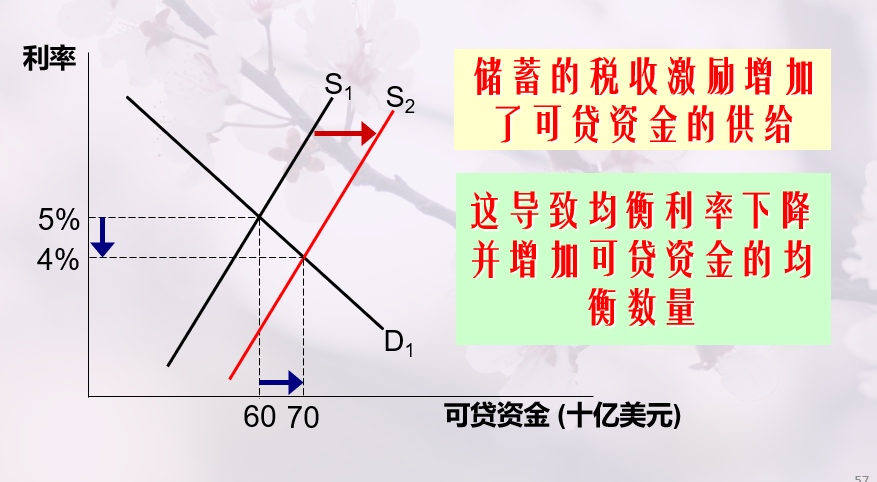 利率
S1
S2
储蓄的税收激励增加
了可贷资金的供给
5%
4%
这导致均衡利率下降
并增加可贷资金的均
衡数量
D1
60 70
可贷资金 (十亿美元)
57